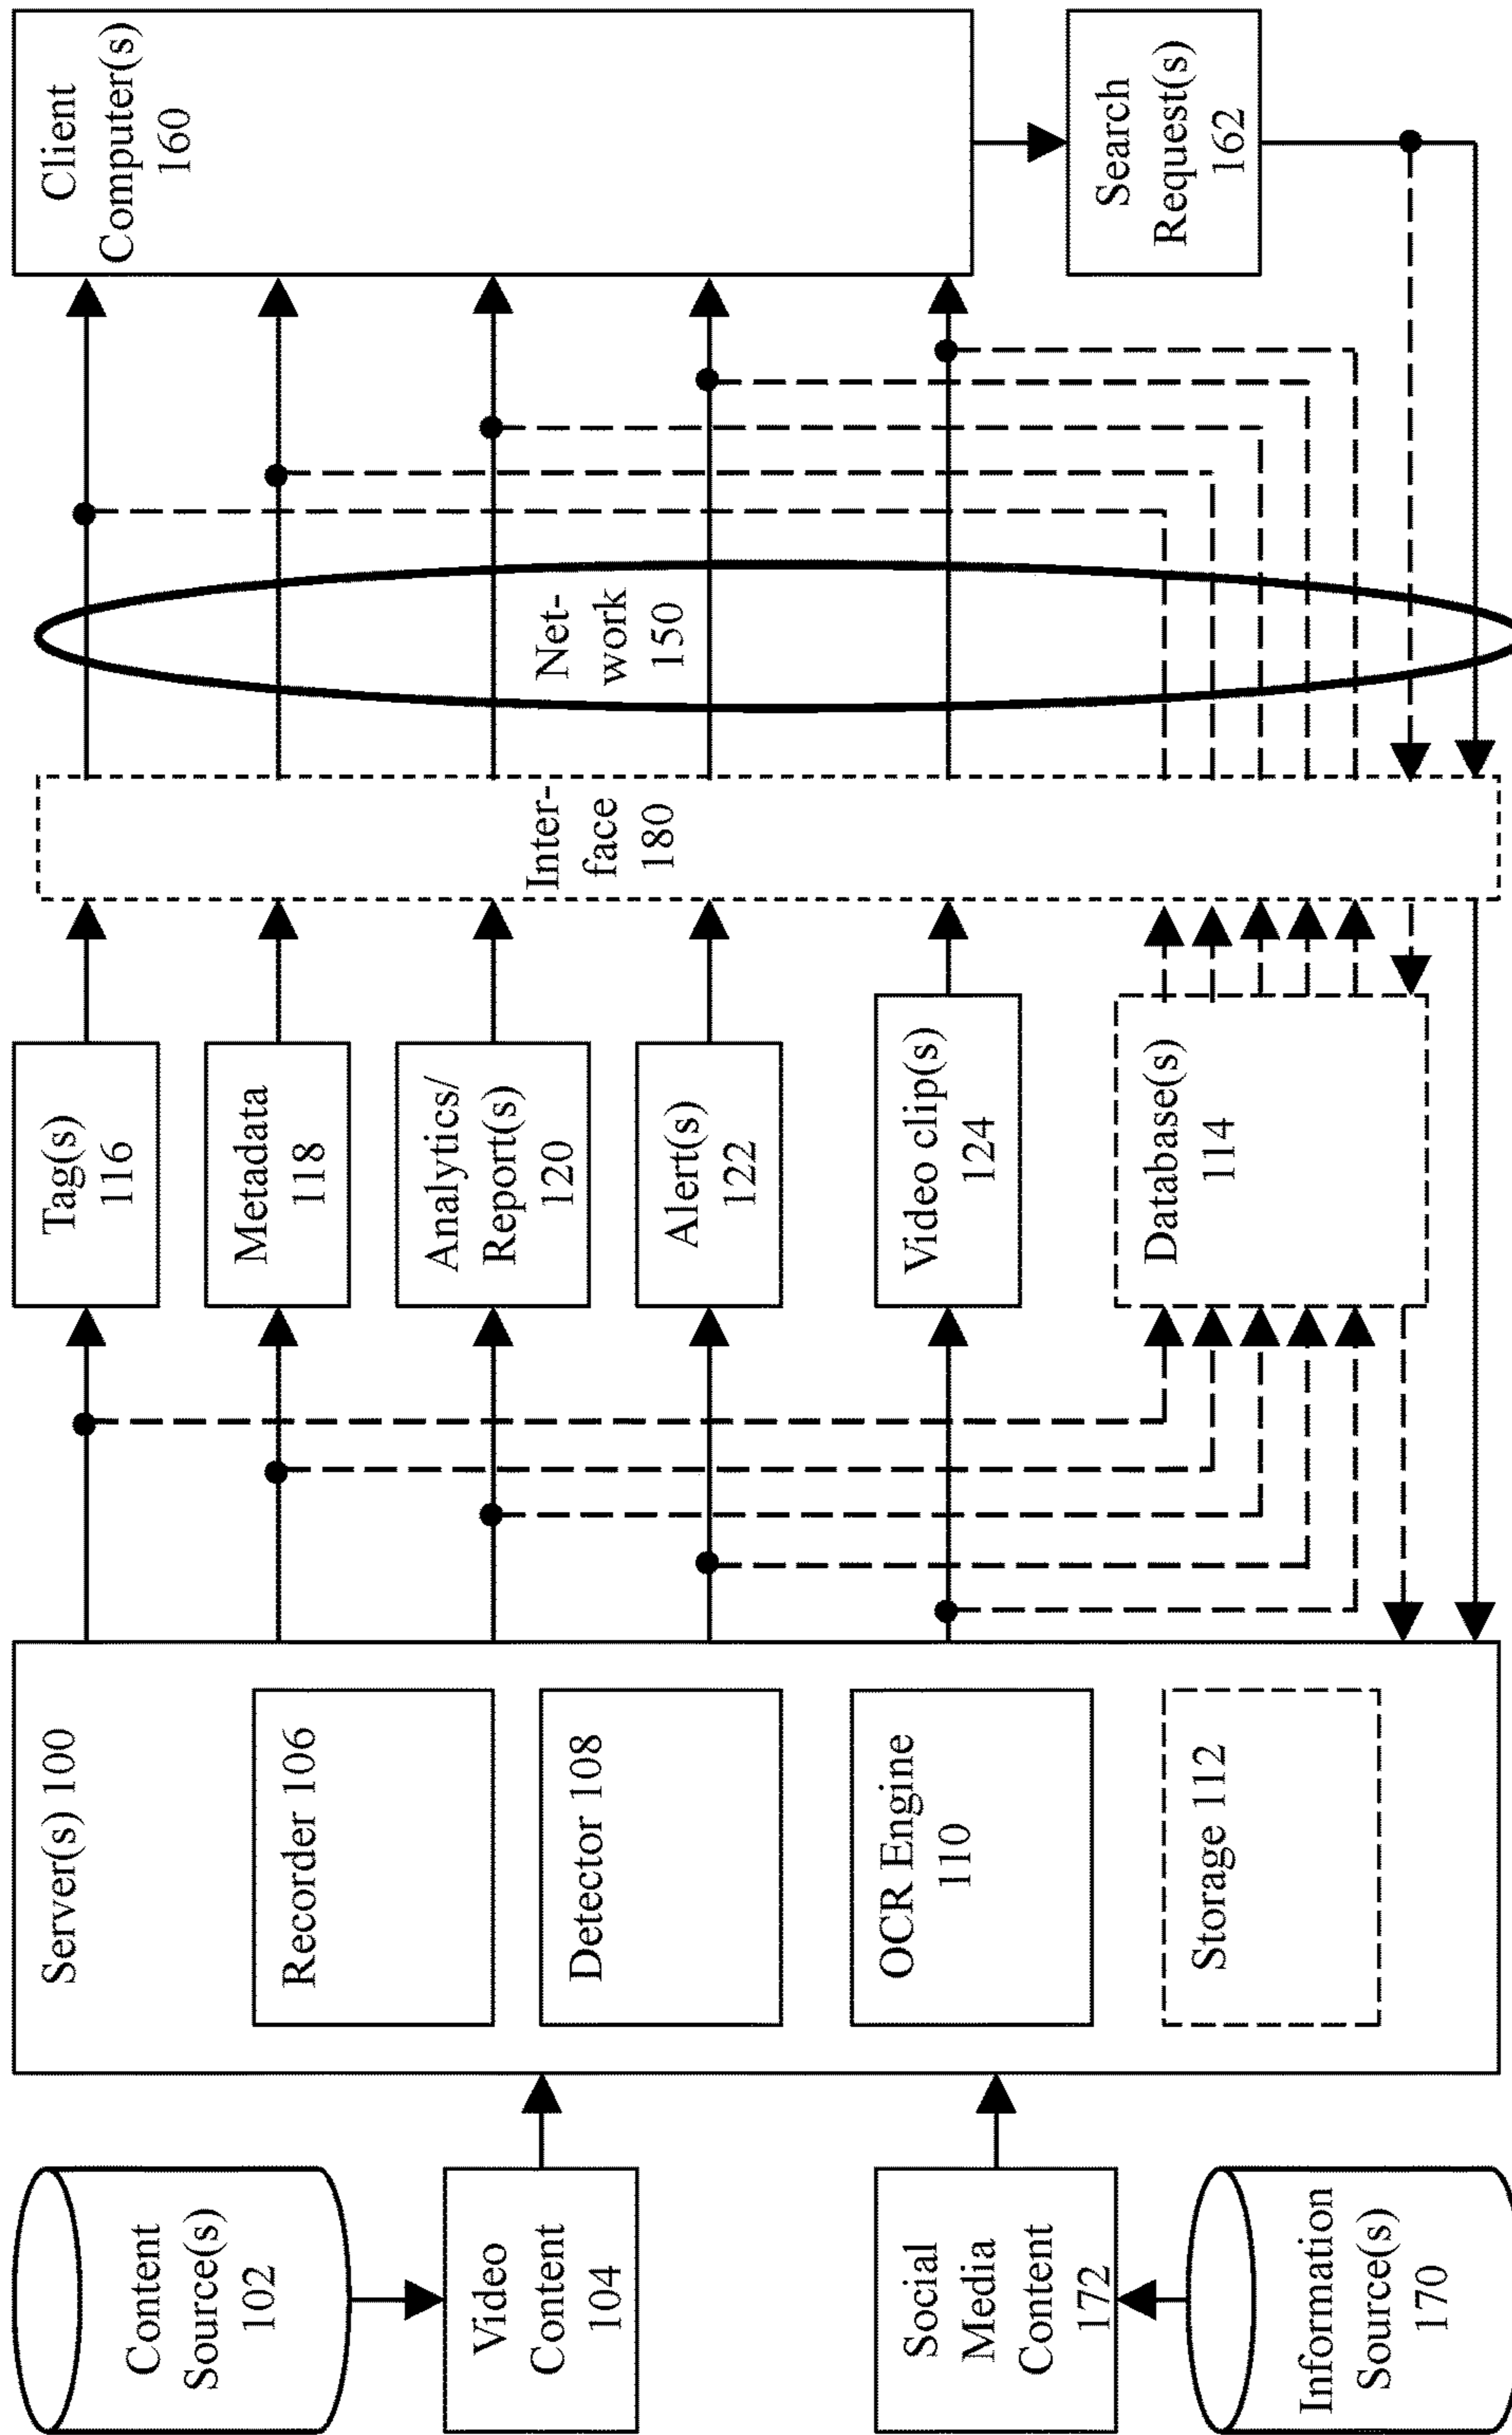 Content
Source(s)
102
Video
Content
104
Social
Media
Content
172
Information
Source(s)
170
Server(s) 100
Recorder 106
Detector 108
OCR Engine
110
Storage 112
Tag(s)
116
Metadata
118
Analytics/
Report(s)
120
Alert(s)
122
Video clip(s)
124
Database(s)
114
Inter-
face
180
Net-
work
150
Client
Computer(s)
160
Search
Request(s)
162